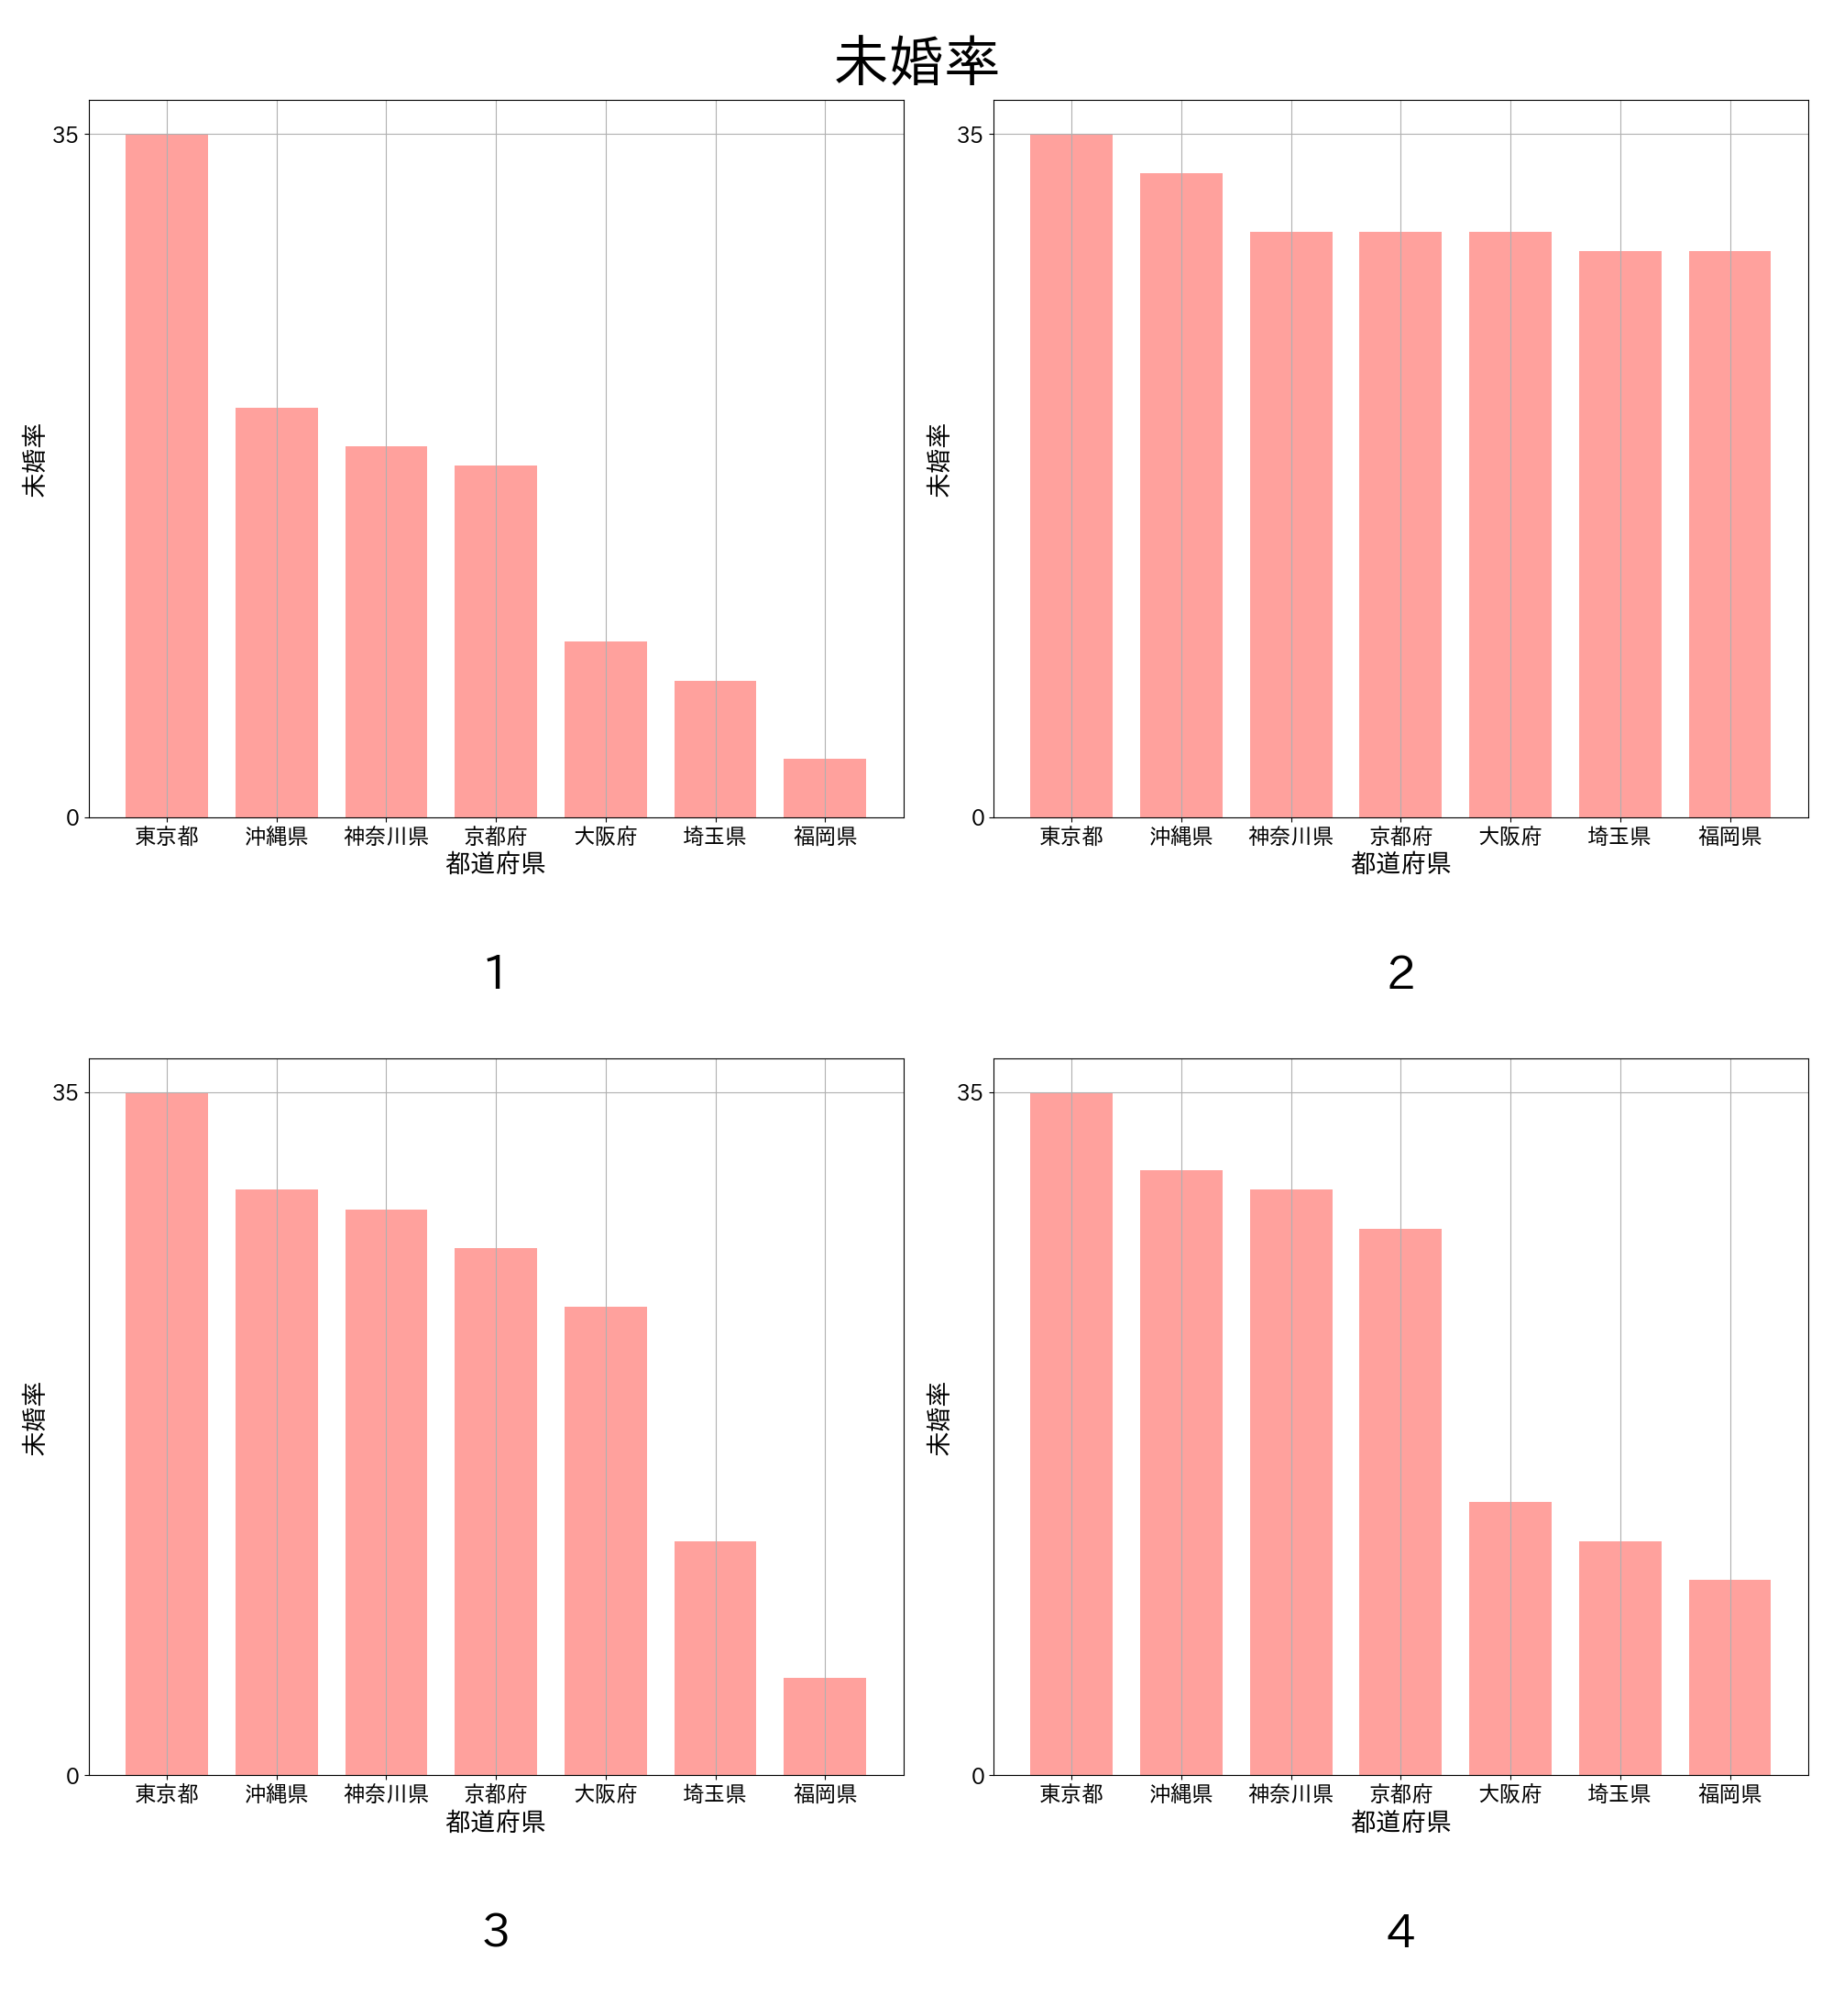 未婚率
35
0
未婚率
東京都 沖縄県 神奈川県 京都府 大阪府 埼玉県 福岡県
都道府県
1
35
0
未婚率
東京都 沖縄県 神奈川県 京都府 大阪府 埼玉県 福岡県
都道府県
2
35
0
未婚率
東京都 沖縄県 神奈川県 京都府 大阪府 埼玉県 福岡県
都道府県
3
35
0
未婚率
東京都 沖縄県 神奈川県 京都府 大阪府 埼玉県 福岡県
都道府県
4